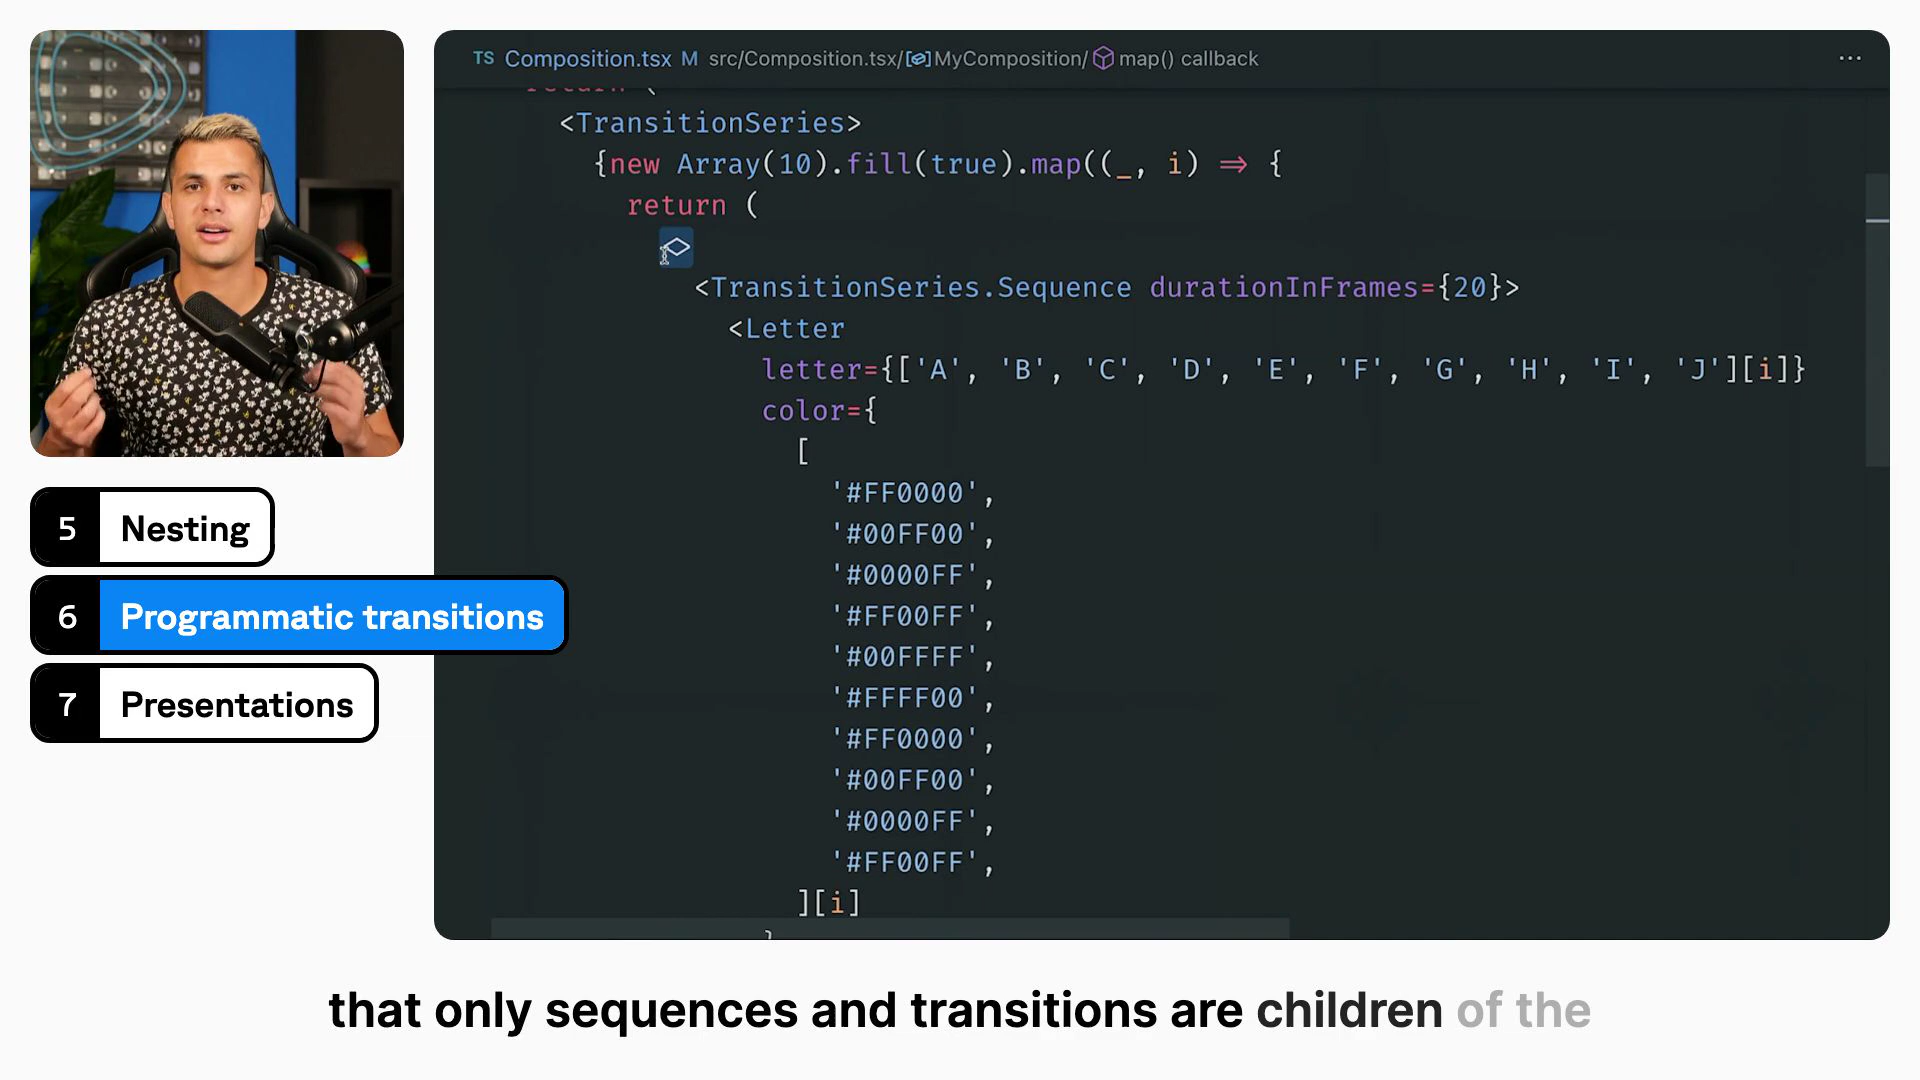 TS Composition.tsx M src/Composition.tsx/MyComposition/map() callback ...
return (
<TransitionSeries>
{new Array(10).fill(true).map((_, i) => {
return (
<>
<TransitionSeries.Sequence durationInFrames={20}>
<Letter
letter={['A', 'B', 'C', 'D', 'E', 'F', 'G', 'H', 'I', 'J'][i]}
color={
[
'#FF0000',
'#00FF00',
'#0000FF',
'#FF00FF',
'#00FFFF',
'#FFFF00',
'#FF0000',
'#00FF00',
'#0000FF',
'#FF00FF',
][i]
}
5 Nesting
6 Programmatic transitions
7 Presentations
that only sequences and transitions are children of the